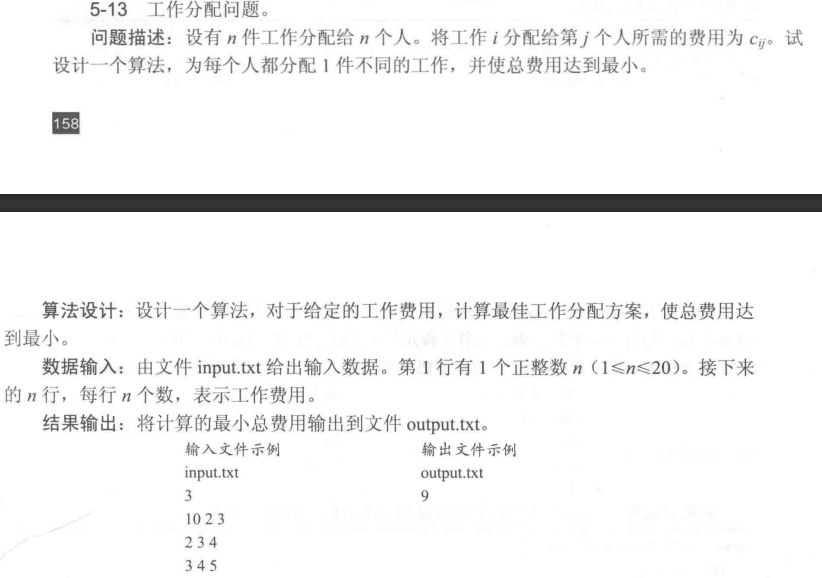 5-13 工作分配问题。
问题描述：设有 n 件工作分配给 n 个人。将工作 i 分配给第 j 个人所需的费用为 cij。试
设计一个算法，为每个人都分配 1 件不同的工作，并使总费用达到最小。
158
算法设计：设计一个算法，对于给定的工作费用，计算最佳工作分配方案，使总费用达
到最小。
数据输入：由文件 input.txt 给出输入数据。第 1 行有 1 个正整数 n（1≤n≤20）。接下来
的 n 行，每行 n 个数，表示工作费用。
结果输出：将计算的最小总费用输出到文件 output.txt。
输入文件示例 输出文件示例
input.txt output.txt
3 9
10 2 3
2 3 4
3 4 5